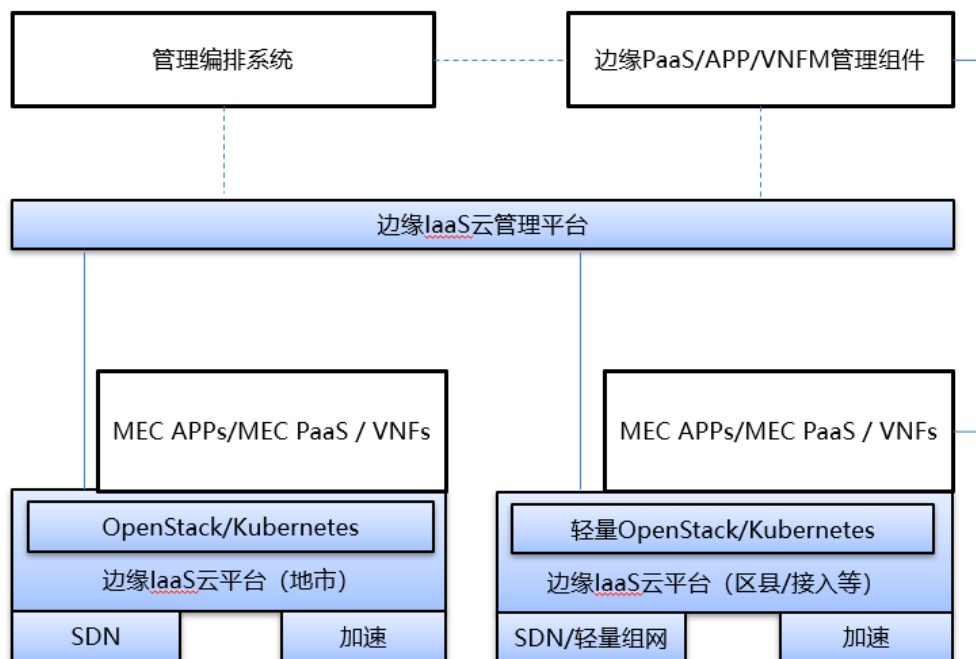 管理编排系统
边缘PaaS/APP/VNFM管理组件
边缘IaaS云管理平台
MEC APPs/MEC PaaS / VNFs
MEC APPs/MEC PaaS / VNFs
OpenStack/Kubernetes
轻量OpenStack/Kubernetes
边缘IaaS云平台（地市）
边缘IaaS云平台（区县/接入等）
SDN
加速
SDN/轻量组网
加速